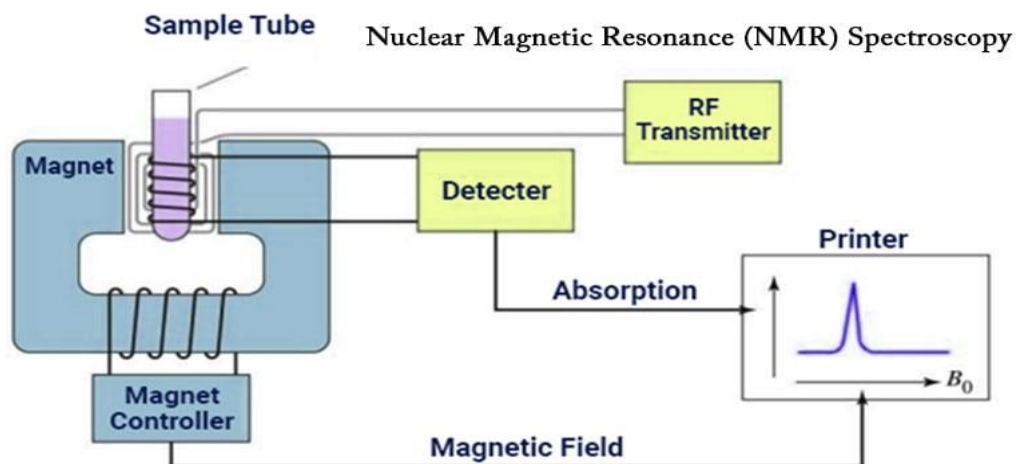 Sample Tube
Nuclear Magnetic Resonance (NMR) Spectroscopy
RF
Transmitter
Magnet
Detecter
Printer
Absorption
B0
Magnet
Controller
Magnetic Field